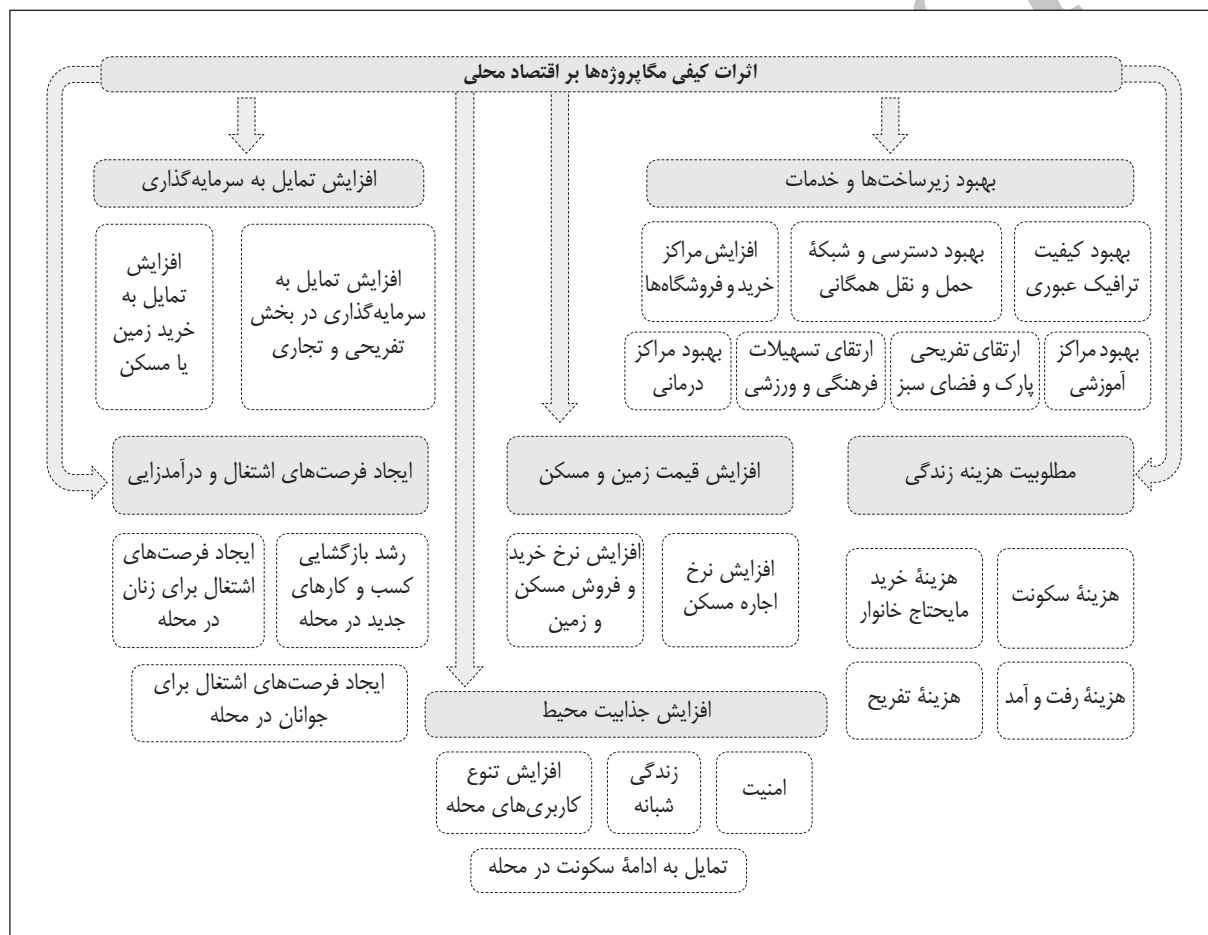 اثرات کیفی مگاپروژه‌ها بر اقتصاد محلی
بهبود زیرساخت‌ها و خدمات
بهبود کیفیت
ترافیک عبوری
بهبود دسترسی و شبکهٔ
حمل و نقل همگانی
افزایش مراکز
خرید و فروشگاه‌ها
بهبود مراکز
آموزشی
ارتقای تفریحی
پارک و فضای سبز
ارتقای تسهیلات
فرهنگی و ورزشی
بهبود مراکز
درمانی
افزایش تمایل به سرمایه‌گذاری
افزایش تمایل به
سرمایه‌گذاری در بخش
تفریحی و تجاری
افزایش
تمایل به
خرید زمین
یا مسکن
مطلوبیت هزینه زندگی
هزینهٔ سکونت
هزینهٔ خرید
مایحتاج خانوار
هزینهٔ رفت و آمد
هزینهٔ تفریح
افزایش قیمت زمین و مسکن
افزایش نرخ
اجاره مسکن
افزایش نرخ خرید
و فروش مسکن
و زمین
ایجاد فرصت‌های اشتغال و درآمدزایی
رشد بازگشایی
کسب و کارهای
جدید در محله
ایجاد فرصت‌های
اشتغال برای زنان
در محله
ایجاد فرصت‌های اشتغال برای
جوانان در محله
افزایش جذابیت محیط
امنیت
زندگی
شبانه
افزایش تنوع
کاربری‌های محله
تمایل به ادامهٔ سکونت در محله